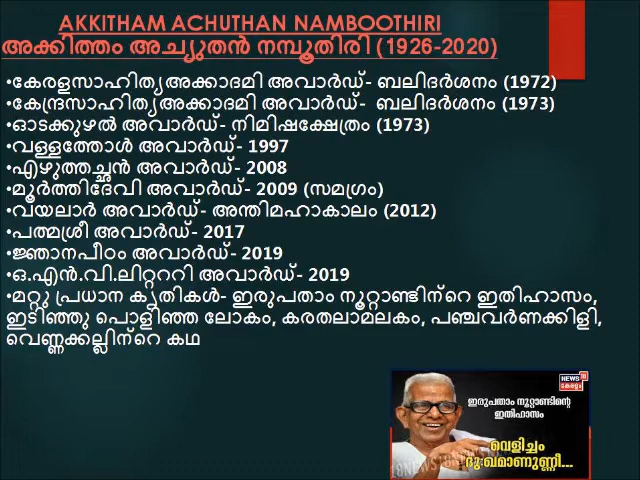 AKKITHAM ACHUTHAN NAMBOOTHIRI
അക്കിത്തം അച്യുതൻ നമ്പൂതിരി (1926-2020)
•കേരളസാഹിത്യഅക്കാദമി അവാർഡ്- ബലിദർശനം (1972)
•കേന്ദ്രസാഹിത്യഅക്കാദമി അവാർഡ്- ബലിദർശനം (1973)
•ഓടക്കുഴൽ അവാർഡ്- നിമിഷക്ഷേത്രം (1973)
•വള്ളത്തോൾ അവാർഡ്- 1997
•എഴുത്തച്ഛൻ അവാർഡ്- 2008
•മൂർത്തിദേവി അവാർഡ്- 2009 (സമഗ്രം)
•വയലാർ അവാർഡ്- അന്തിമഹാകാലം (2012)
•പത്മശ്രീ അവാർഡ്- 2017
•ജ്ഞാനപീഠം അവാർഡ്- 2019
•ഒ.എൻ.വി.ലിറ്റററി അവാർഡ്- 2019
•മറ്റു പ്രധാന കൃതികൾ- ഇരുപതാം നൂറ്റാണ്ടിന്റെ ഇതിഹാസം,
ഇടിഞ്ഞു പൊളിഞ്ഞ ലോകം, കരതലാമലകം, പഞ്ചവർണക്കിളി,
വെണ്ണക്കല്ലിന്റെ കഥ
NEWS 18
കേരളം
ഇരുപതാം നൂറ്റാണ്ടിന്റെ
ഇതിഹാസം
വെളിച്ചം
ദുഃഖമാണുണ്ണീ...